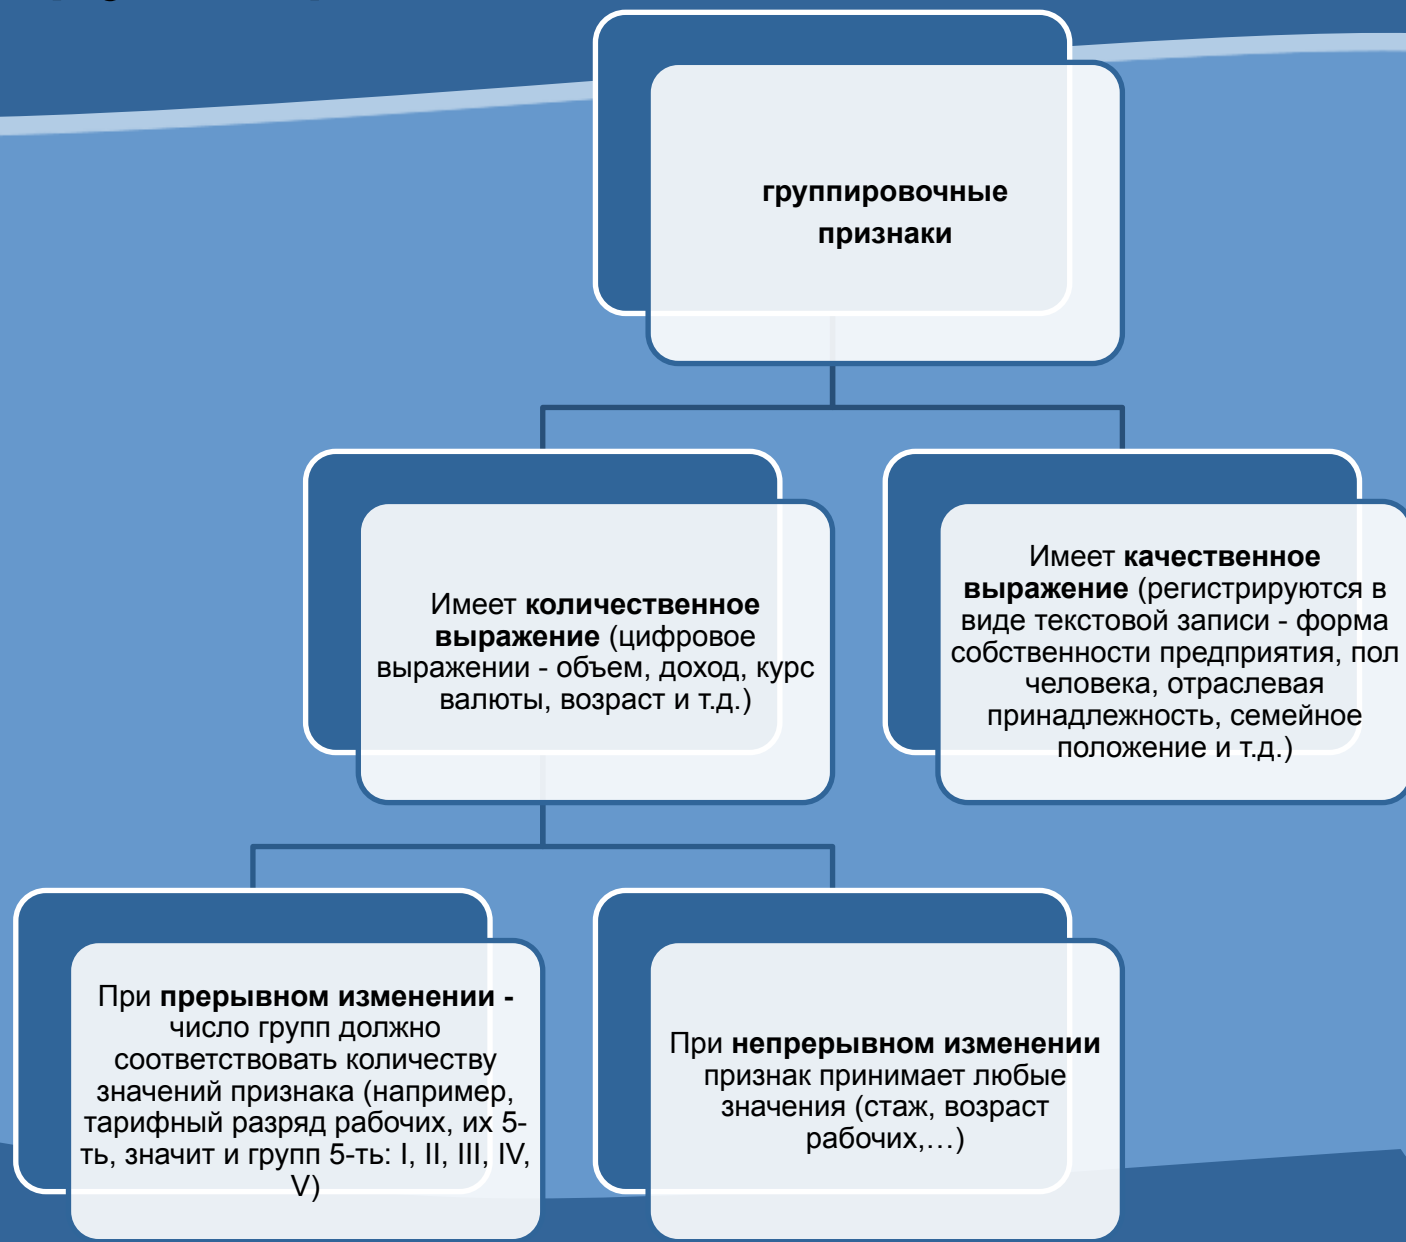 группировочные
признаки
Имеет количественное
выражение (цифровое
выражении - объем, доход, курс
валюты, возраст и т.д.)
Имеет качественное
выражение (регистрируются в
виде текстовой записи - форма
собственности предприятия, пол
человека, отраслевая
принадлежность, семейное
положение и т.д.)
При прерывном изменении -
число групп должно
соответствовать количеству
значений признака (например,
тарифный разряд рабочих, их 5-
ть, значит и групп 5-ть: I, II, III, IV,
V)
При непрерывном изменении
признак принимает любые
значения (стаж, возраст
рабочих,…)